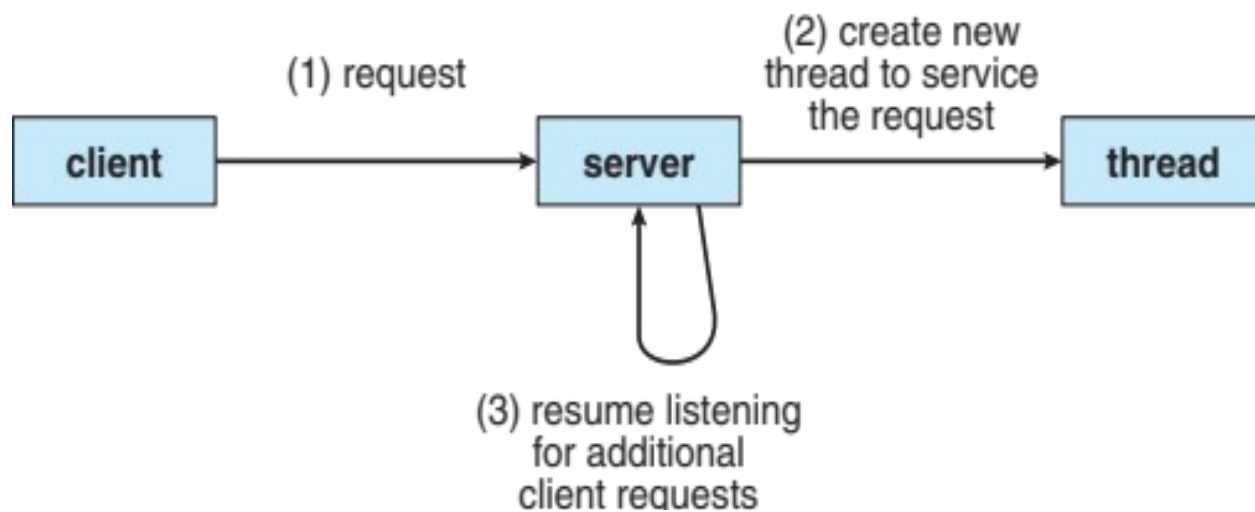 (1) request
(2) create new
thread to service
the request
client
server
thread
(3) resume listening
for additional
client requests